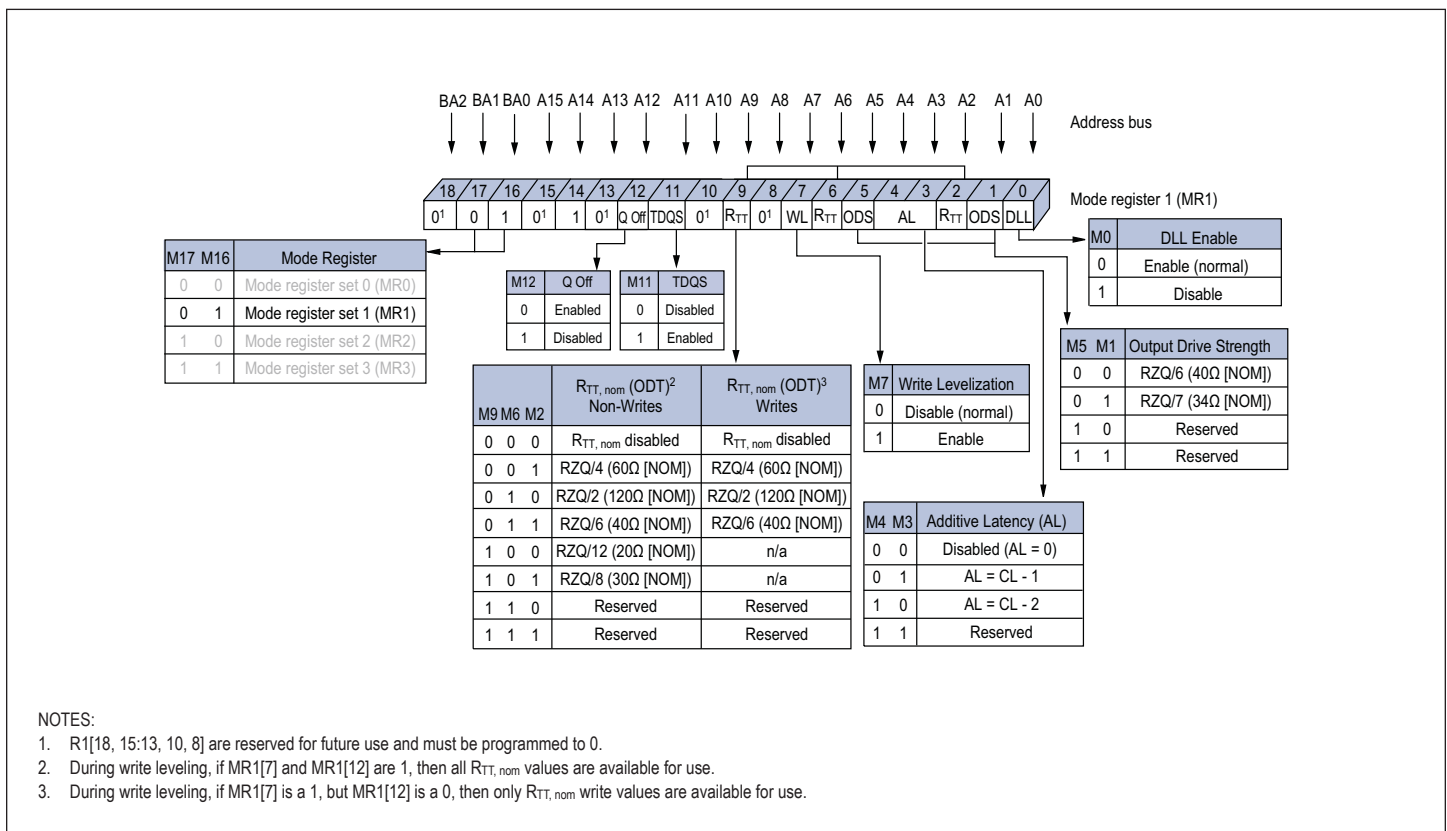 BA2 BA1 BA0 A15 A14 A13 A12 A11 A10 A9 A8 A7 A6 A5 A4 A3 A2 A1 A0
Address bus
18 17 16 15 14 13 12 11 10 9 8 7 6 5 4 3 2 1 0
Mode register 1 (MR1)
0¹ 0 1 0¹ 1 0¹ Q Off TDQS 0¹ RTT 0¹ WL RTT ODS AL RTT ODS DLL
M17 M16 Mode Register
0 0 Mode register set 0 (MR0)
0 1 Mode register set 1 (MR1)
1 0 Mode register set 2 (MR2)
1 1 Mode register set 3 (MR3)
M12 Q Off
0 Enabled
1 Disabled
M11 TDQS
0 Disabled
1 Enabled
M0 DLL Enable
0 Enable (normal)
1 Disable
M5 M1 Output Drive Strength
0 0 RZQ/6 (40Ω [NOM])
0 1 RZQ/7 (34Ω [NOM])
1 0 Reserved
1 1 Reserved
M9 M6 M2 RTT, nom (ODT)² Non-Writes RTT, nom (ODT)³ Writes
0 0 0 RTT, nom disabled RTT, nom disabled
0 0 1 RZQ/4 (60Ω [NOM]) RZQ/4 (60Ω [NOM])
0 1 0 RZQ/2 (120Ω [NOM]) RZQ/2 (120Ω [NOM])
0 1 1 RZQ/6 (40Ω [NOM]) RZQ/6 (40Ω [NOM])
1 0 0 RZQ/12 (20Ω [NOM]) n/a
1 0 1 RZQ/8 (30Ω [NOM]) n/a
1 1 0 Reserved Reserved
1 1 1 Reserved Reserved
M7 Write Levelization
0 Disable (normal)
1 Enable
M4 M3 Additive Latency (AL)
0 0 Disabled (AL = 0)
0 1 AL = CL - 1
1 0 AL = CL - 2
1 1 Reserved
NOTES:
1. R1[18, 15:13, 10, 8] are reserved for future use and must be programmed to 0.
2. During write leveling, if MR1[7] and MR1[12] are 1, then all RTT, nom values are available for use.
3. During write leveling, if MR1[7] is a 1, but MR1[12] is a 0, then only RTT, nom write values are available for use.